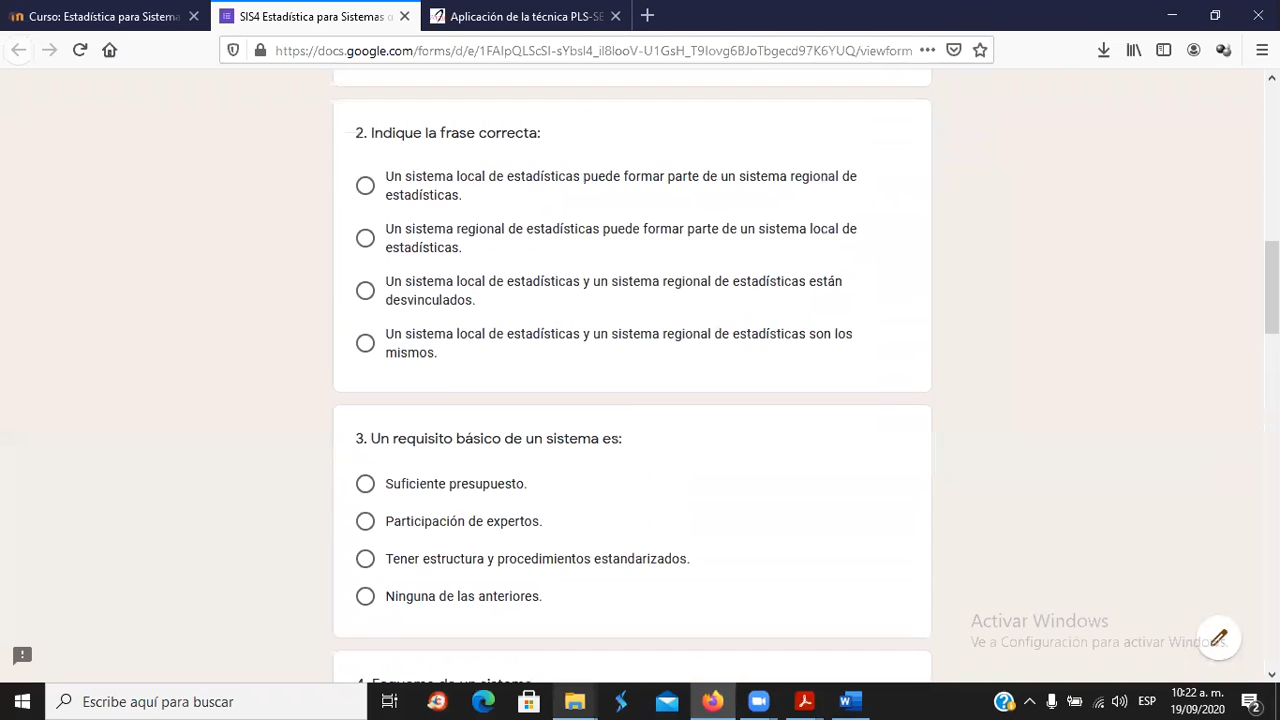 Curso: Estadística para Sistema
SIS4 Estadística para Sistemas
Aplicación de la técnica PLS-SE
https://docs.google.com/forms/d/e/
2. Indique la frase correcta:
Un sistema local de estadísticas puede formar parte de un sistema regional de
estadísticas.
Un sistema regional de estadísticas puede formar parte de un sistema local de
estadísticas.
Un sistema local de estadísticas y un sistema regional de estadísticas están
desvinculados.
Un sistema local de estadísticas y un sistema regional de estadísticas son los
mismos.
3. Un requisito básico de un sistema es:
Suficiente presupuesto.
Participación de expertos.
Tener estructura y procedimientos estandarizados.
Ninguna de las anteriores.
Activar Windows
Ve a Configuración para activar Windows.
Escribe aquí para buscar
ESP
10:22 a. m.
19/09/2020
2